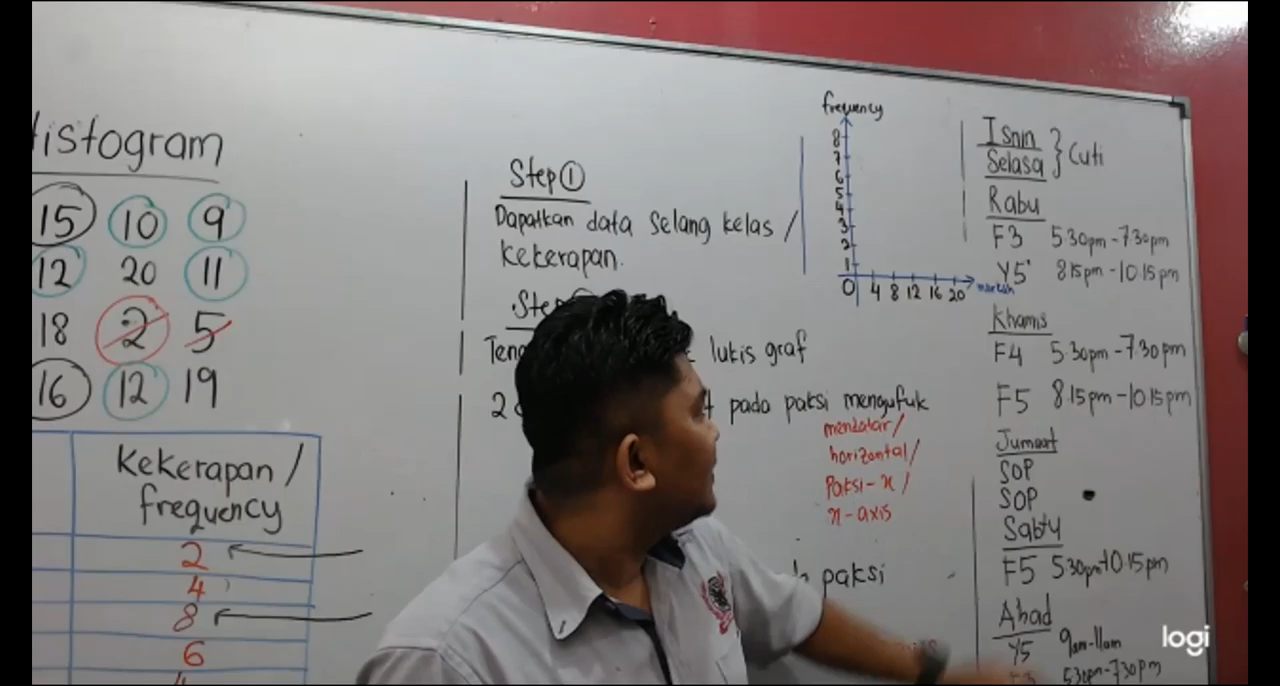 Histogram
15 10 9
12 20 11
18 2 5
16 12 19
Kekerapan /
frequency
2
4
8
6
Step ①
Dapatkan data selang kelas /
Kekerapan.
lukis graf
2
pada paksi mengufuk
mendatar /
horizontal /
Paksi-x /
x-axis
paksi
frequency
8
7
6
5
4
3
2
1
0 4 8 12 16 20 markah
Isnin
Selasa } Cuti
Rabu
F3 5.30pm-7.30pm
Y5 8.15pm-10.15pm
Khamis
F4 5.30pm-7.30pm
F5 8.15pm-10.15pm
Jumaat
SOP
SOP
Sabtu
F5 5.30pm-10.15pm
Ahad
Y5 9am-11am
5.30pm-7.30pm
logi